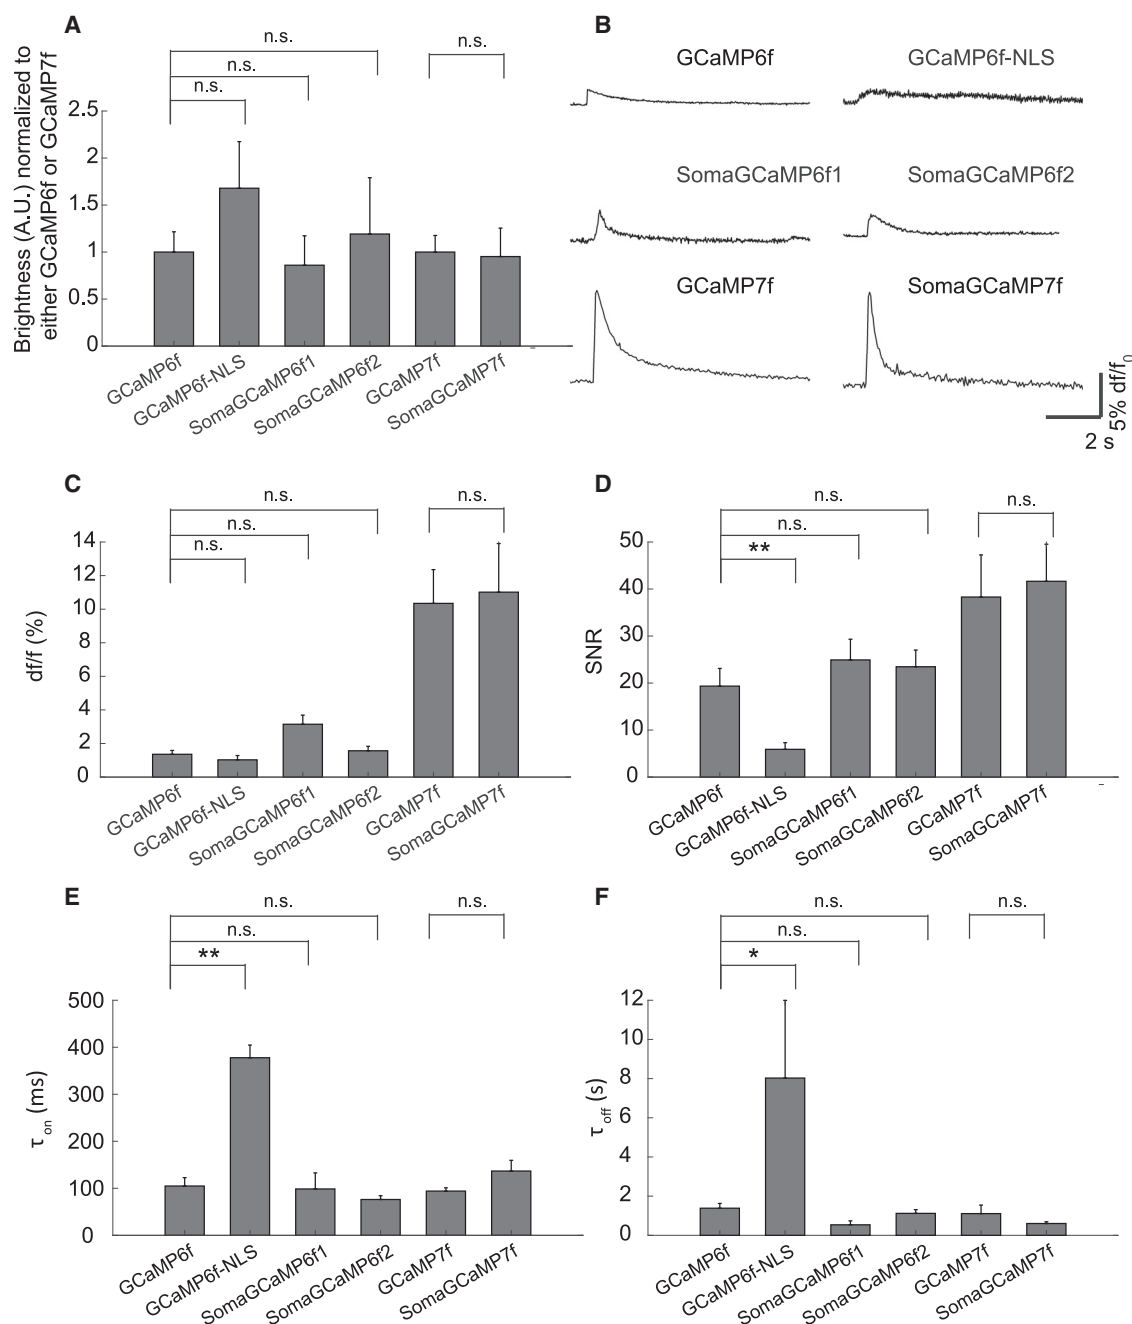 A
n.s.
n.s.
n.s.
n.s.
Brightness (A.U.) normalized to
either GCaMP6f or GCaMP7f
2.5
2
1.5
1
0.5
0
GCaMP6f
GCaMP6f-NLS
SomaGCaMP6f1
SomaGCaMP6f2
GCaMP7f
SomaGCaMP7f
B
GCaMP6f
GCaMP6f-NLS
SomaGCaMP6f1
SomaGCaMP6f2
GCaMP7f
SomaGCaMP7f
5% df/f0
2 s
C
n.s.
n.s.
n.s.
n.s.
df/f (%)
14
12
10
8
6
4
2
0
GCaMP6f
GCaMP6f-NLS
SomaGCaMP6f1
SomaGCaMP6f2
GCaMP7f
SomaGCaMP7f
D
n.s.
n.s.
n.s.
**
SNR
50
40
30
20
10
0
GCaMP6f
GCaMP6f-NLS
SomaGCaMP6f1
SomaGCaMP6f2
GCaMP7f
SomaGCaMP7f
E
n.s.
n.s.
n.s.
**
τon (ms)
500
400
300
200
100
0
GCaMP6f
GCaMP6f-NLS
SomaGCaMP6f1
SomaGCaMP6f2
GCaMP7f
SomaGCaMP7f
F
n.s.
n.s.
n.s.
*
τoff (s)
12
10
8
6
4
2
0
GCaMP6f
GCaMP6f-NLS
SomaGCaMP6f1
SomaGCaMP6f2
GCaMP7f
SomaGCaMP7f